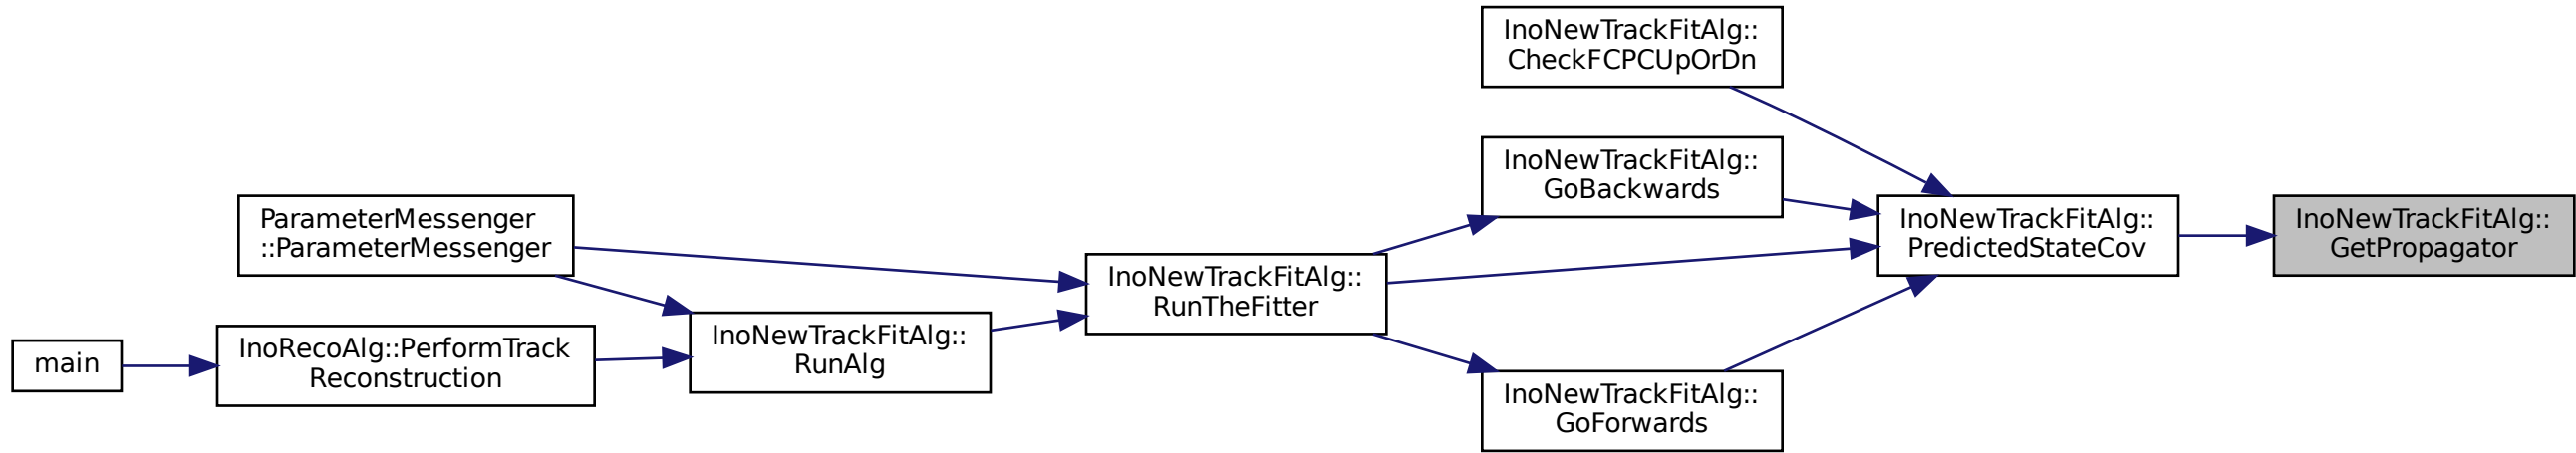 InoNewTrackFitAlg::
CheckFCPCUpOrDn
InoNewTrackFitAlg::
GoBackwards
ParameterMessenger
::ParameterMessenger
InoNewTrackFitAlg::
PredictedStateCov
InoNewTrackFitAlg::
GetPropagator
InoNewTrackFitAlg::
RunTheFitter
main
InoRecoAlg::PerformTrack
Reconstruction
InoNewTrackFitAlg::
RunAlg
InoNewTrackFitAlg::
GoForwards